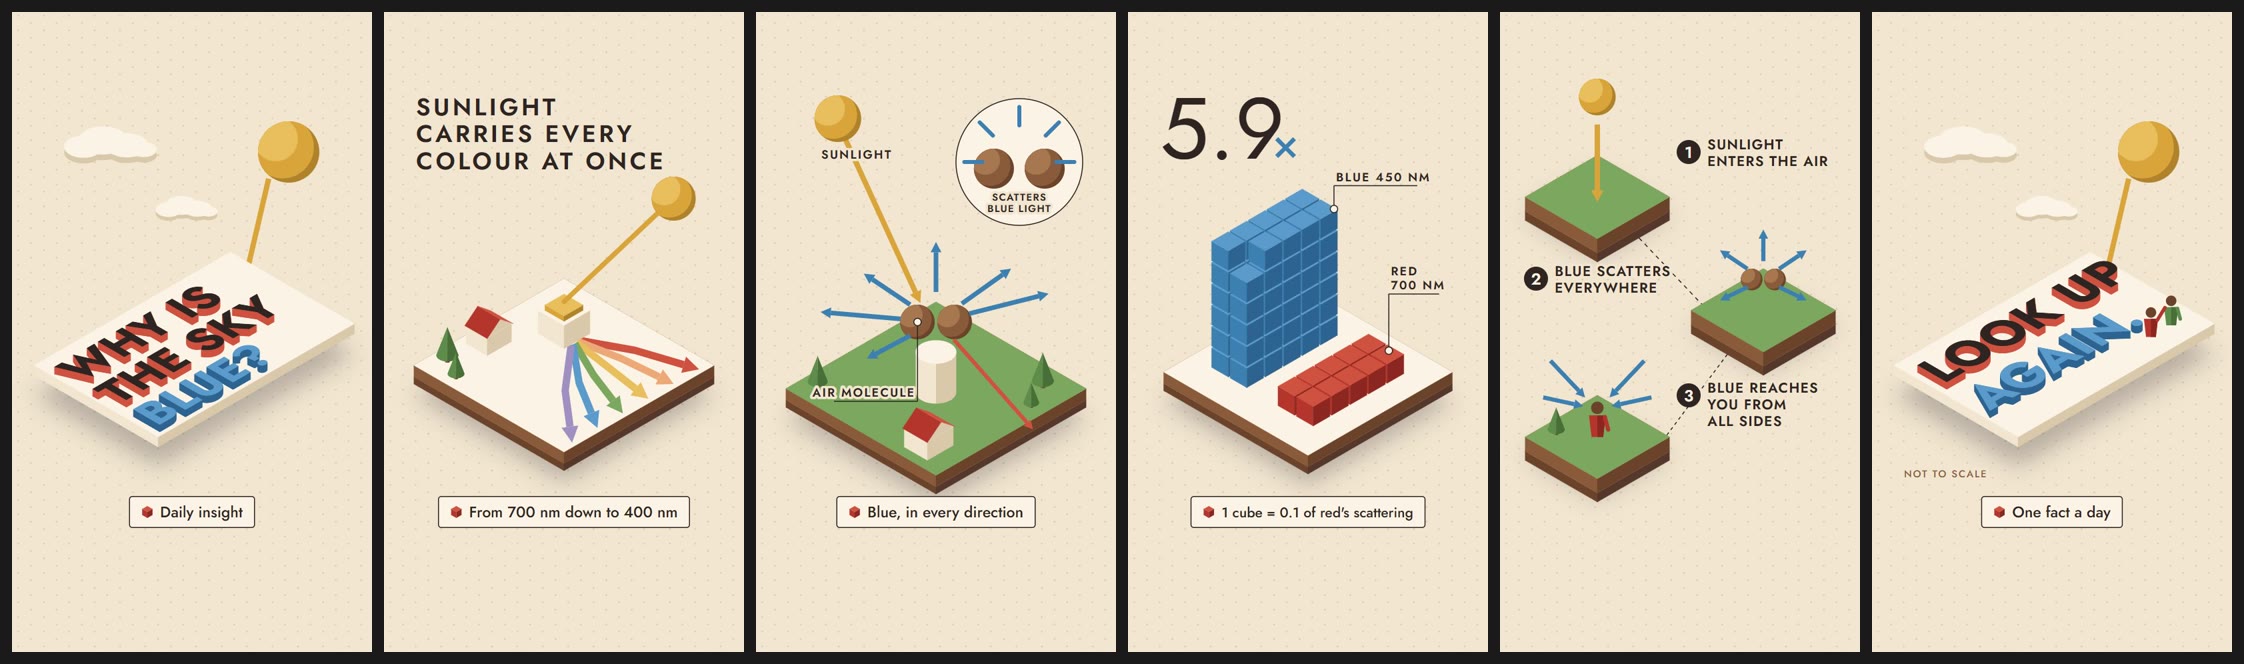 WHY IS
THE SKY
BLUE?
Daily insight
SUNLIGHT
CARRIES EVERY
COLOUR AT ONCE
From 700 nm down to 400 nm
SUNLIGHT
SCATTERS
BLUE LIGHT
AIR MOLECULE
Blue, in every direction
5.9×
BLUE 450 NM
RED
700 NM
1 cube = 0.1 of red's scattering
1 SUNLIGHT
ENTERS THE AIR
2 BLUE SCATTERS
EVERYWHERE
3 BLUE REACHES
YOU FROM
ALL SIDES
LOOK UP
AGAIN.
NOT TO SCALE
One fact a day